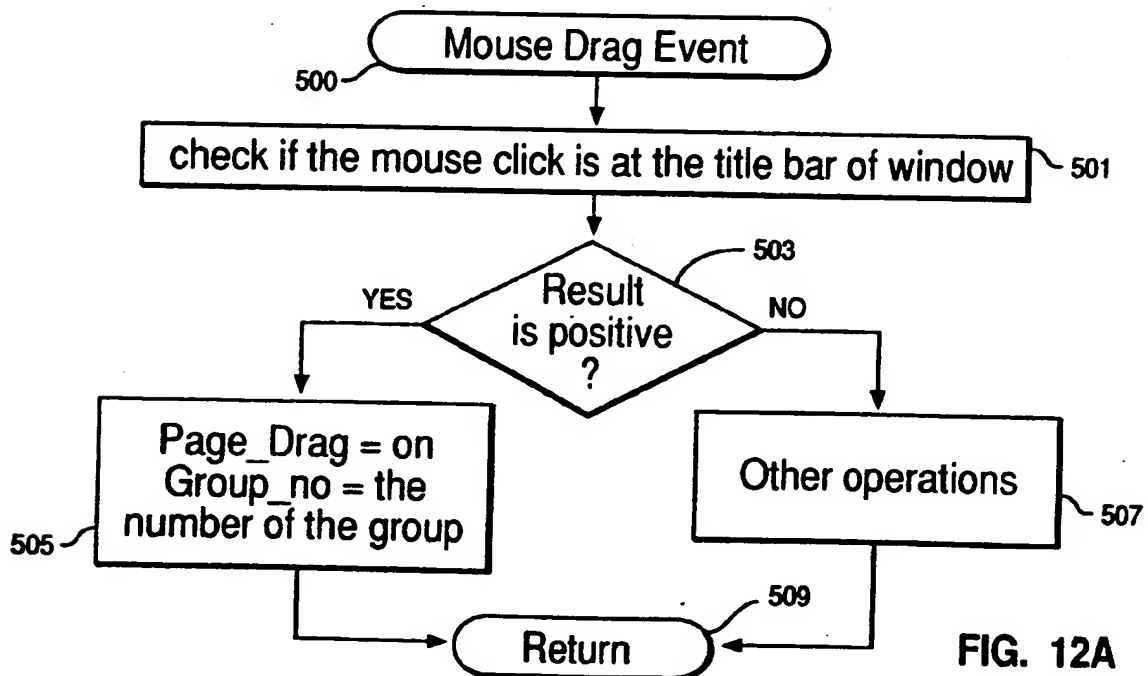 Mouse Drag Event
500
check if the mouse click is at the title bar of window
501
503
YES
Result
is positive
?
NO
Page_Drag = on
Group_no = the
number of the group
505
Other operations
507
509
Return
FIG. 12A